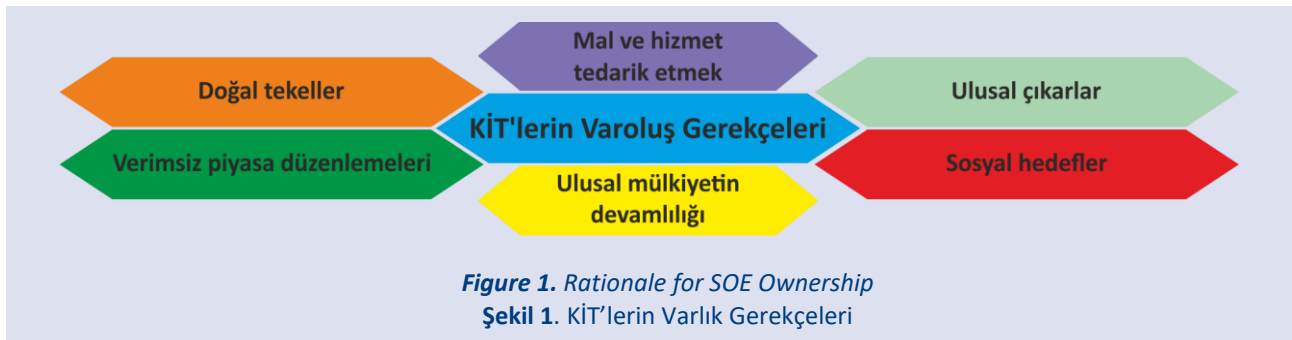 Mal ve hizmet
tedarik etmek
Doğal tekeller
Ulusal çıkarlar
KİT'lerin Varoluş Gerekçeleri
Verimsiz piyasa düzenlemeleri
Sosyal hedefler
Ulusal mülkiyetin
devamlılığı
Figure 1. Rationale for SOE Ownership
Şekil 1. KİT’lerin Varlık Gerekçeleri